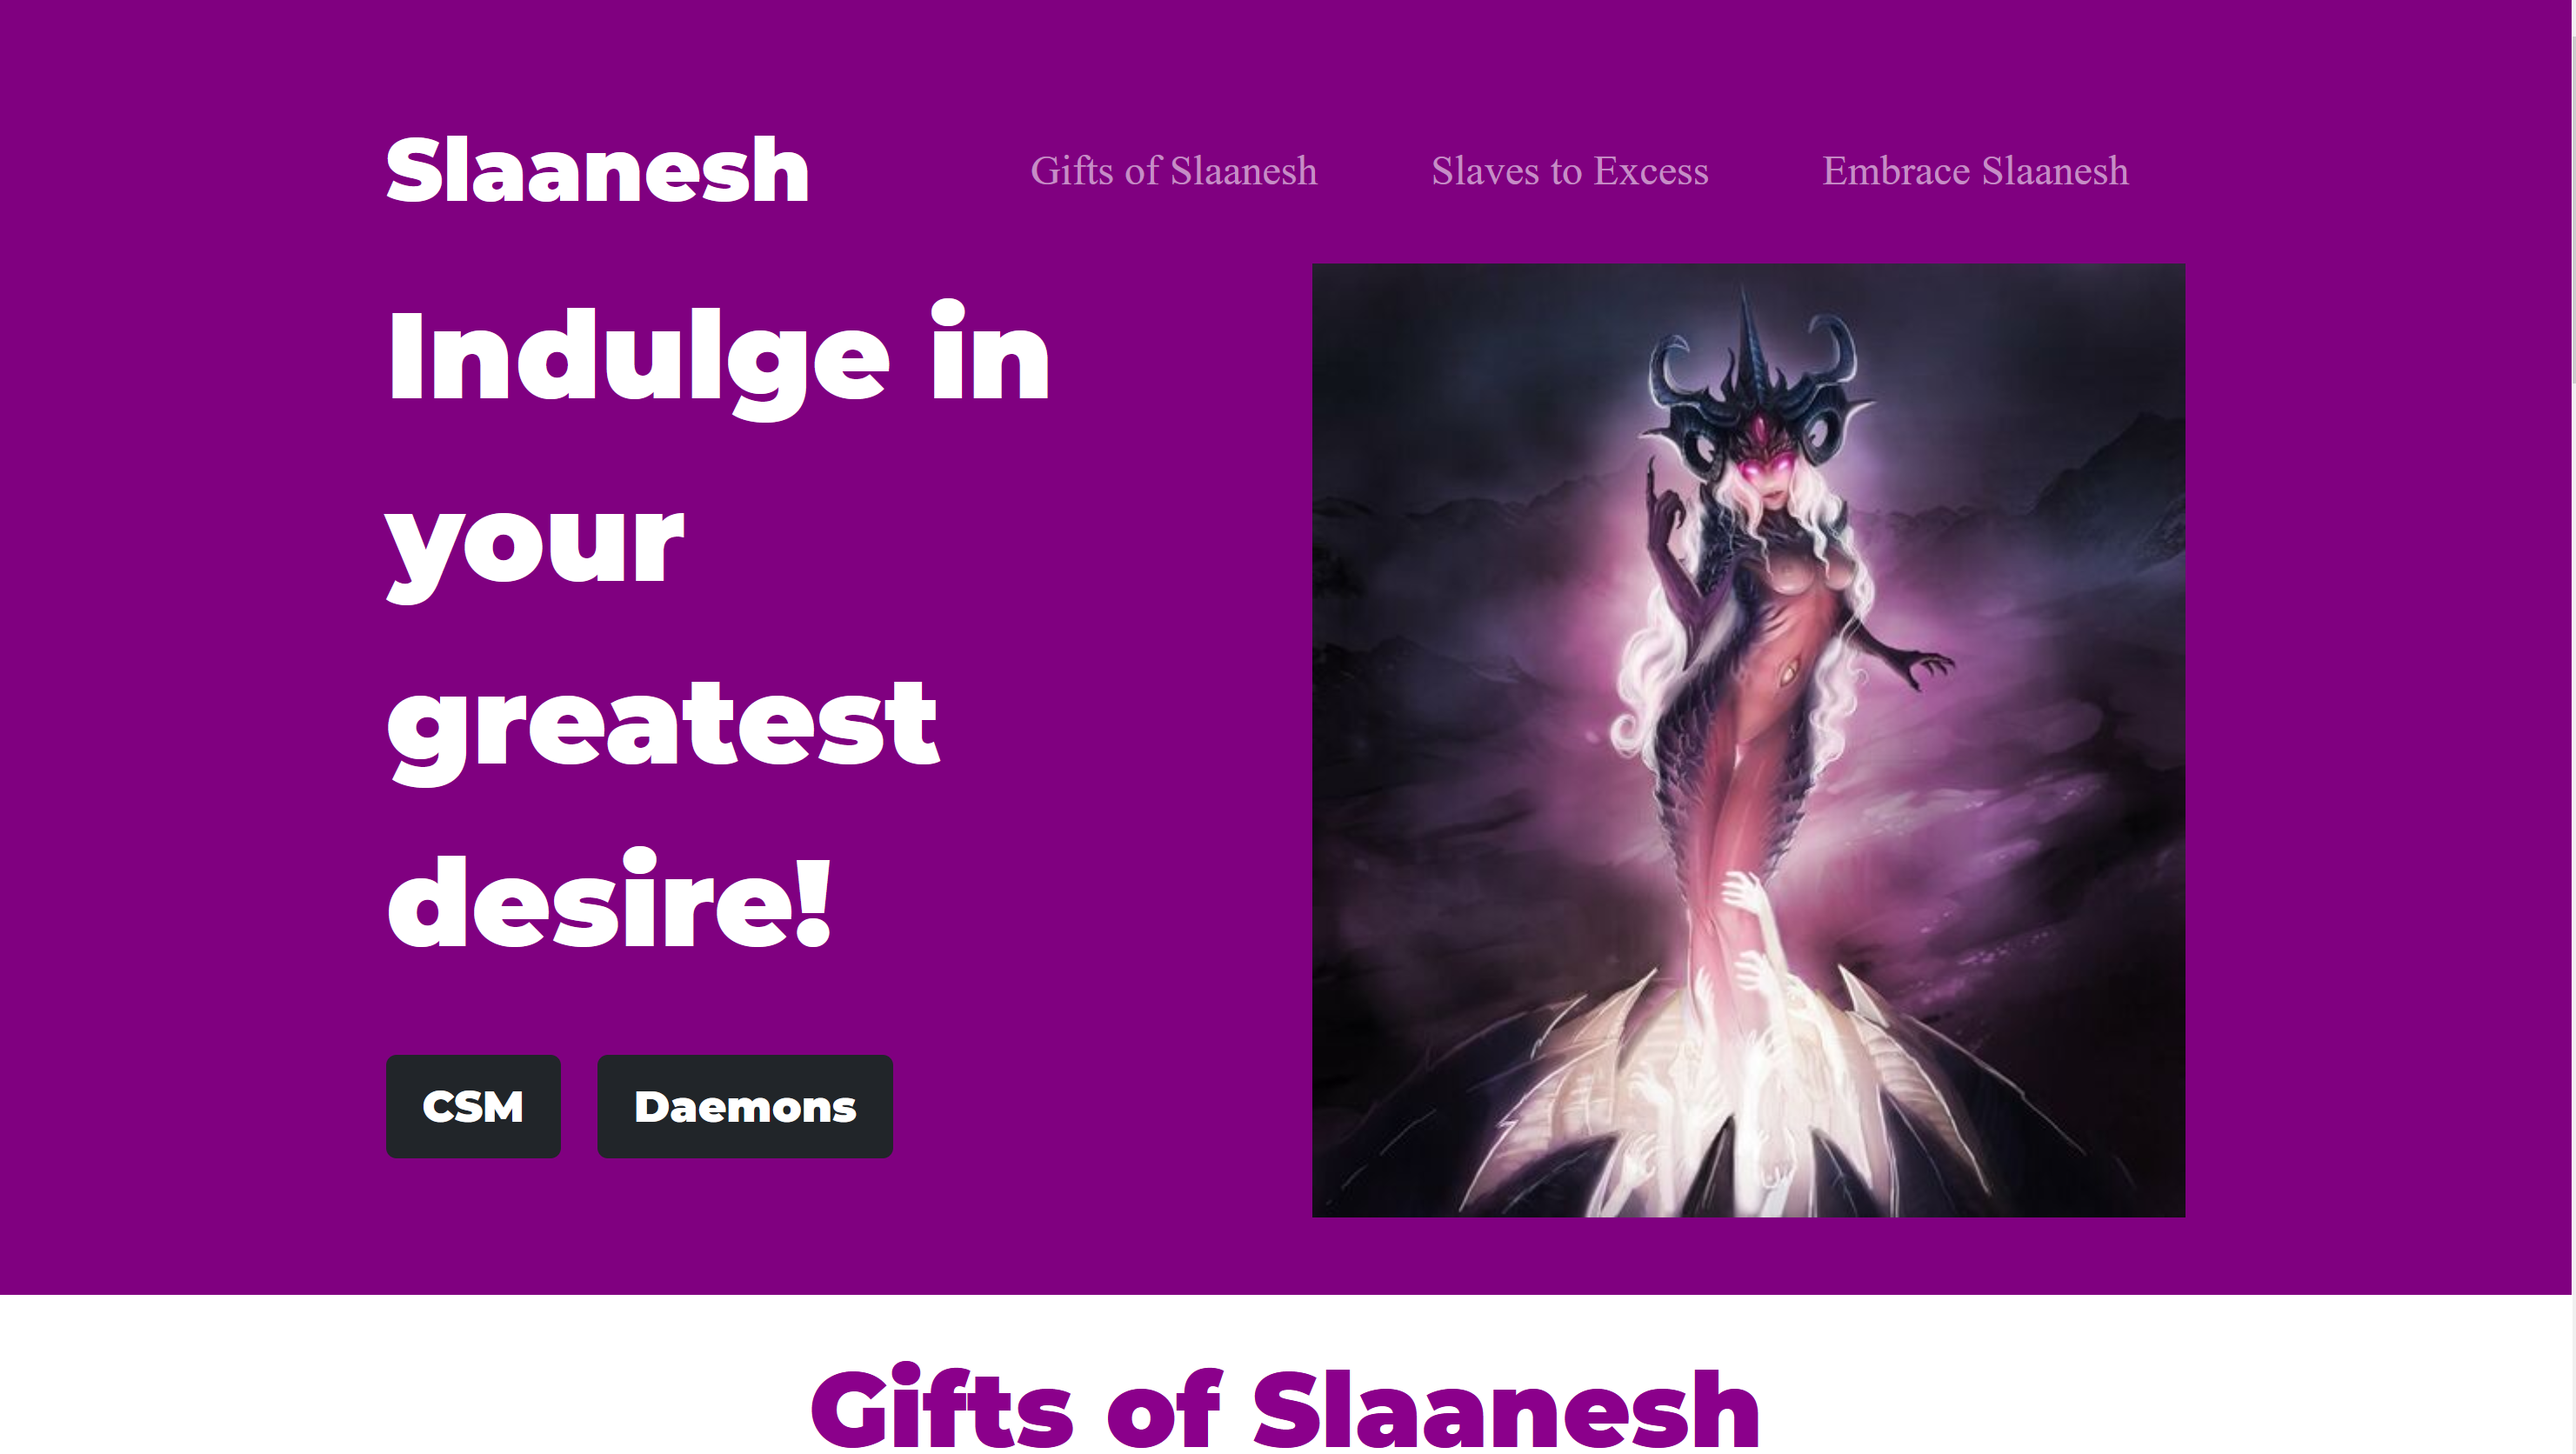 Slaanesh
Gifts of Slaanesh
Slaves to Excess
Embrace Slaanesh
Indulge in
your
greatest
desire!
CSM
Daemons
Gifts of Slaanesh